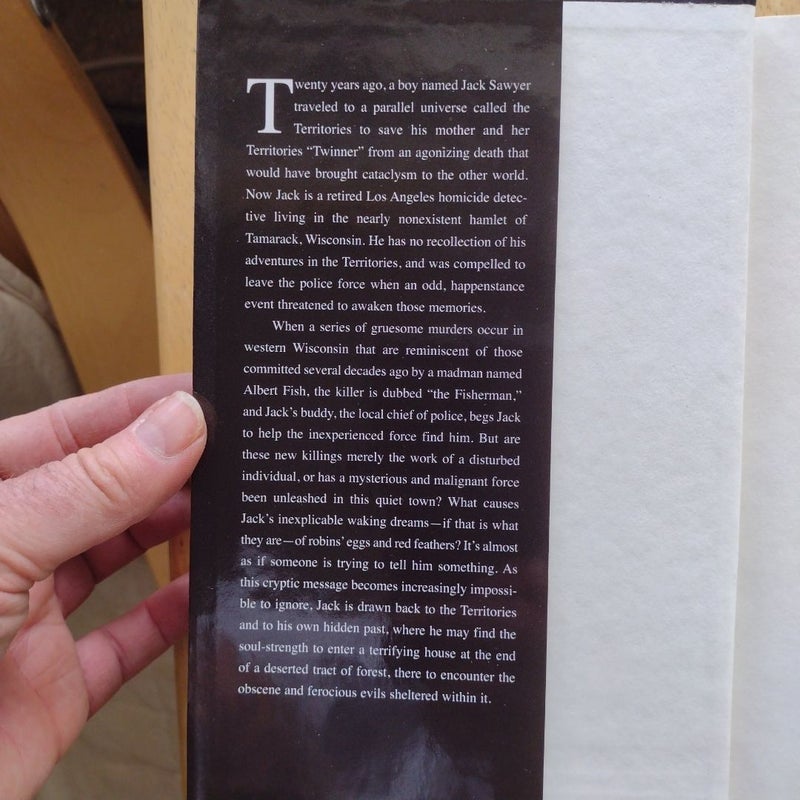 Twenty years ago, a boy named Jack Sawyer
traveled to a parallel universe called the
Territories to save his mother and her
Territories “Twinner” from an agonizing death that
would have brought cataclysm to the other world.
Now Jack is a retired Los Angeles homicide detec-
tive living in the nearly nonexistent hamlet of
Tamarack, Wisconsin. He has no recollection of his
adventures in the Territories, and was compelled to
leave the police force when an odd, happenstance
event threatened to awaken those memories.
When a series of gruesome murders occur in
western Wisconsin that are reminiscent of those
committed several decades ago by a madman named
Albert Fish, the killer is dubbed “the Fisherman,”
and Jack’s buddy, the local chief of police, begs Jack
to help the inexperienced force find him. But are
these new killings merely the work of a disturbed
individual, or has a mysterious and malignant force
been unleashed in this quiet town? What causes
Jack’s inexplicable waking dreams—if that is what
they are—of robins’ eggs and red feathers? It’s almost
as if someone is trying to tell him something. As
this cryptic message becomes increasingly impossi-
ble to ignore, Jack is drawn back to the Territories
and to his own hidden past, where he may find the
soul-strength to enter a terrifying house at the end
of a deserted tract of forest, there to encounter the
obscene and ferocious evils sheltered within it.